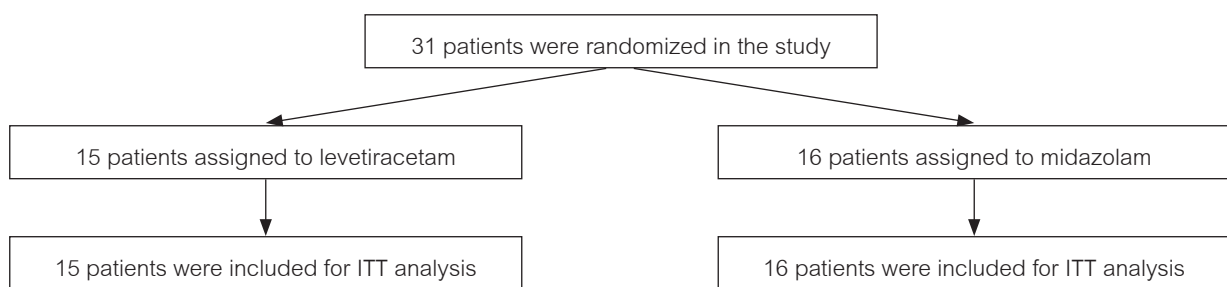 31 patients were randomized in the study
15 patients assigned to levetiracetam
16 patients assigned to midazolam
15 patients were included for ITT analysis
16 patients were included for ITT analysis